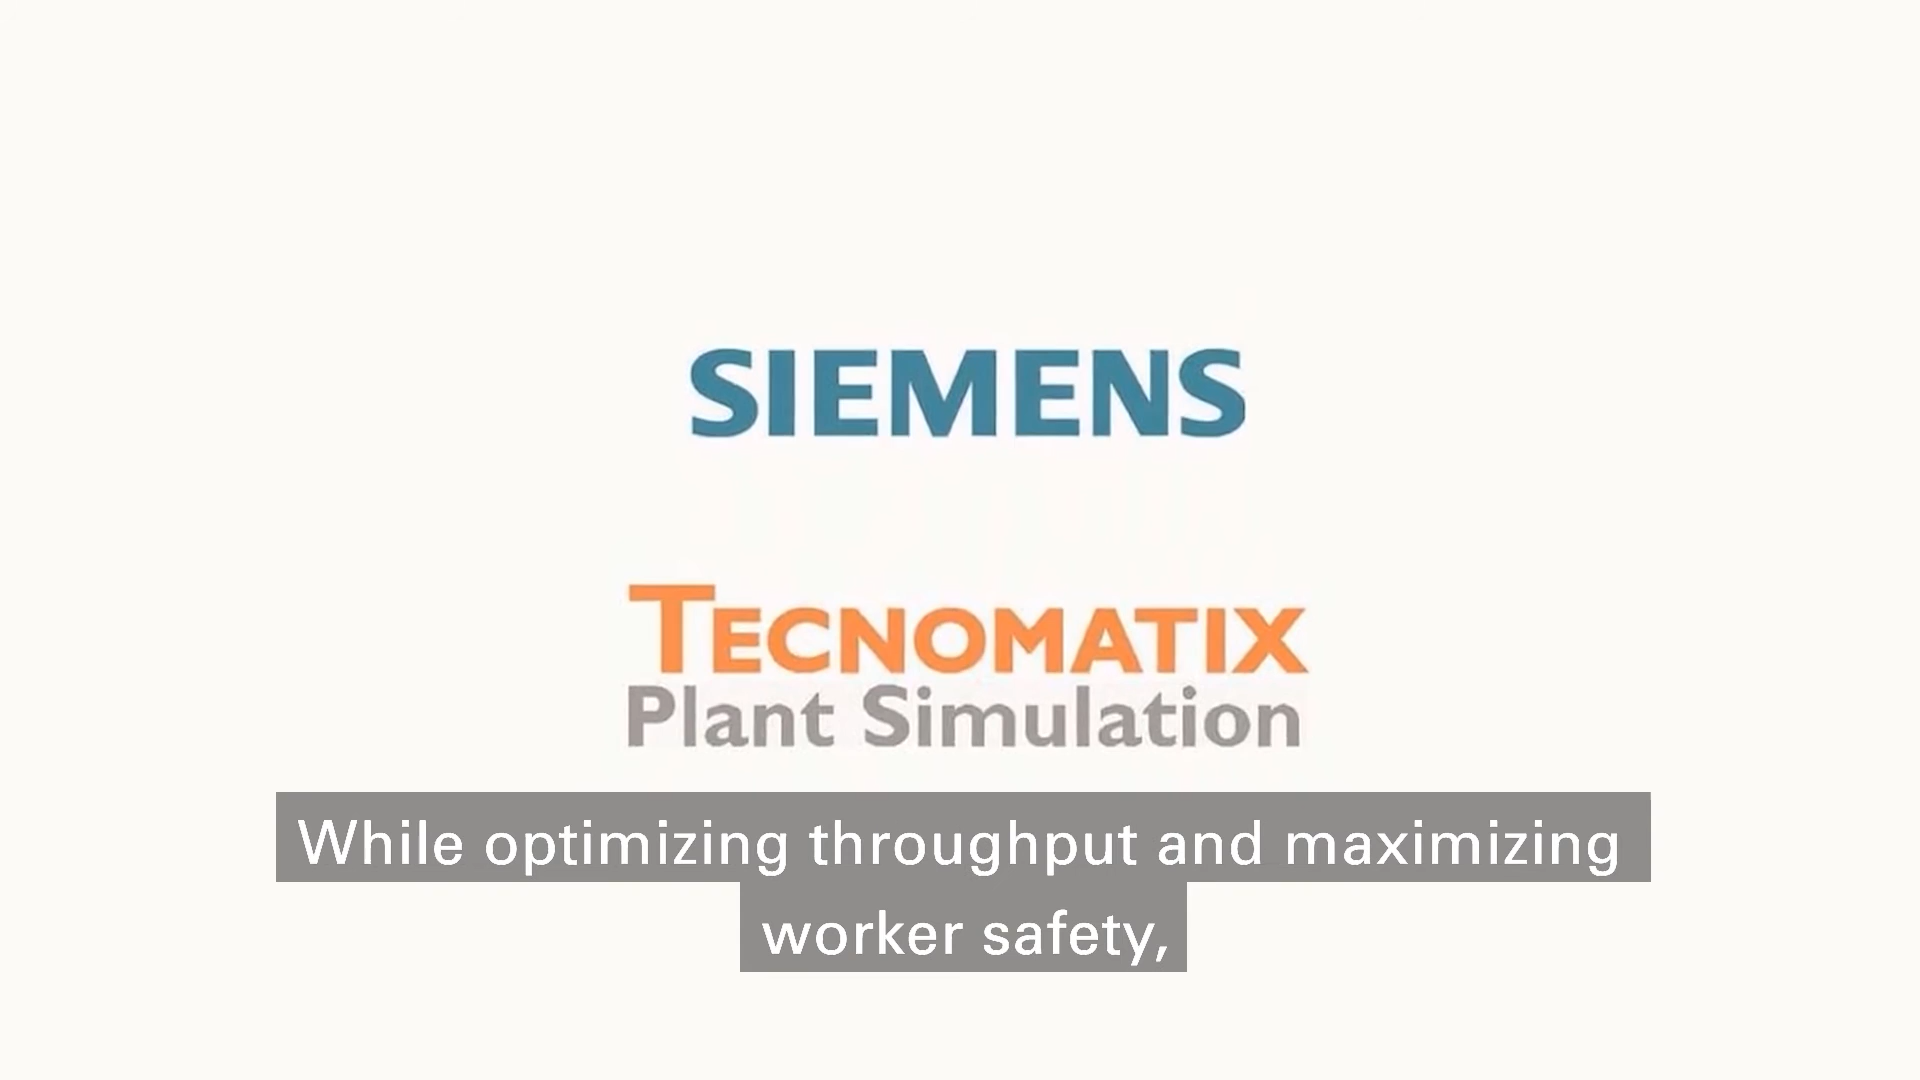 SIEMENS
TECNOMATIX
Plant Simulation
While optimizing throughput and maximizing
worker safety,